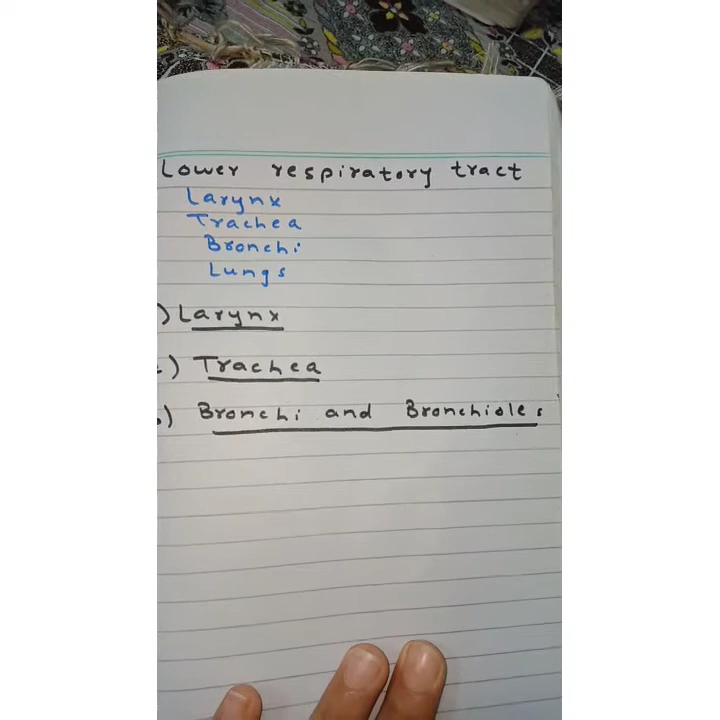 Lower respiratory tract
Larynx
Trachea
Bronchi
Lungs
) Larynx
) Trachea
) Bronchi and Bronchioles